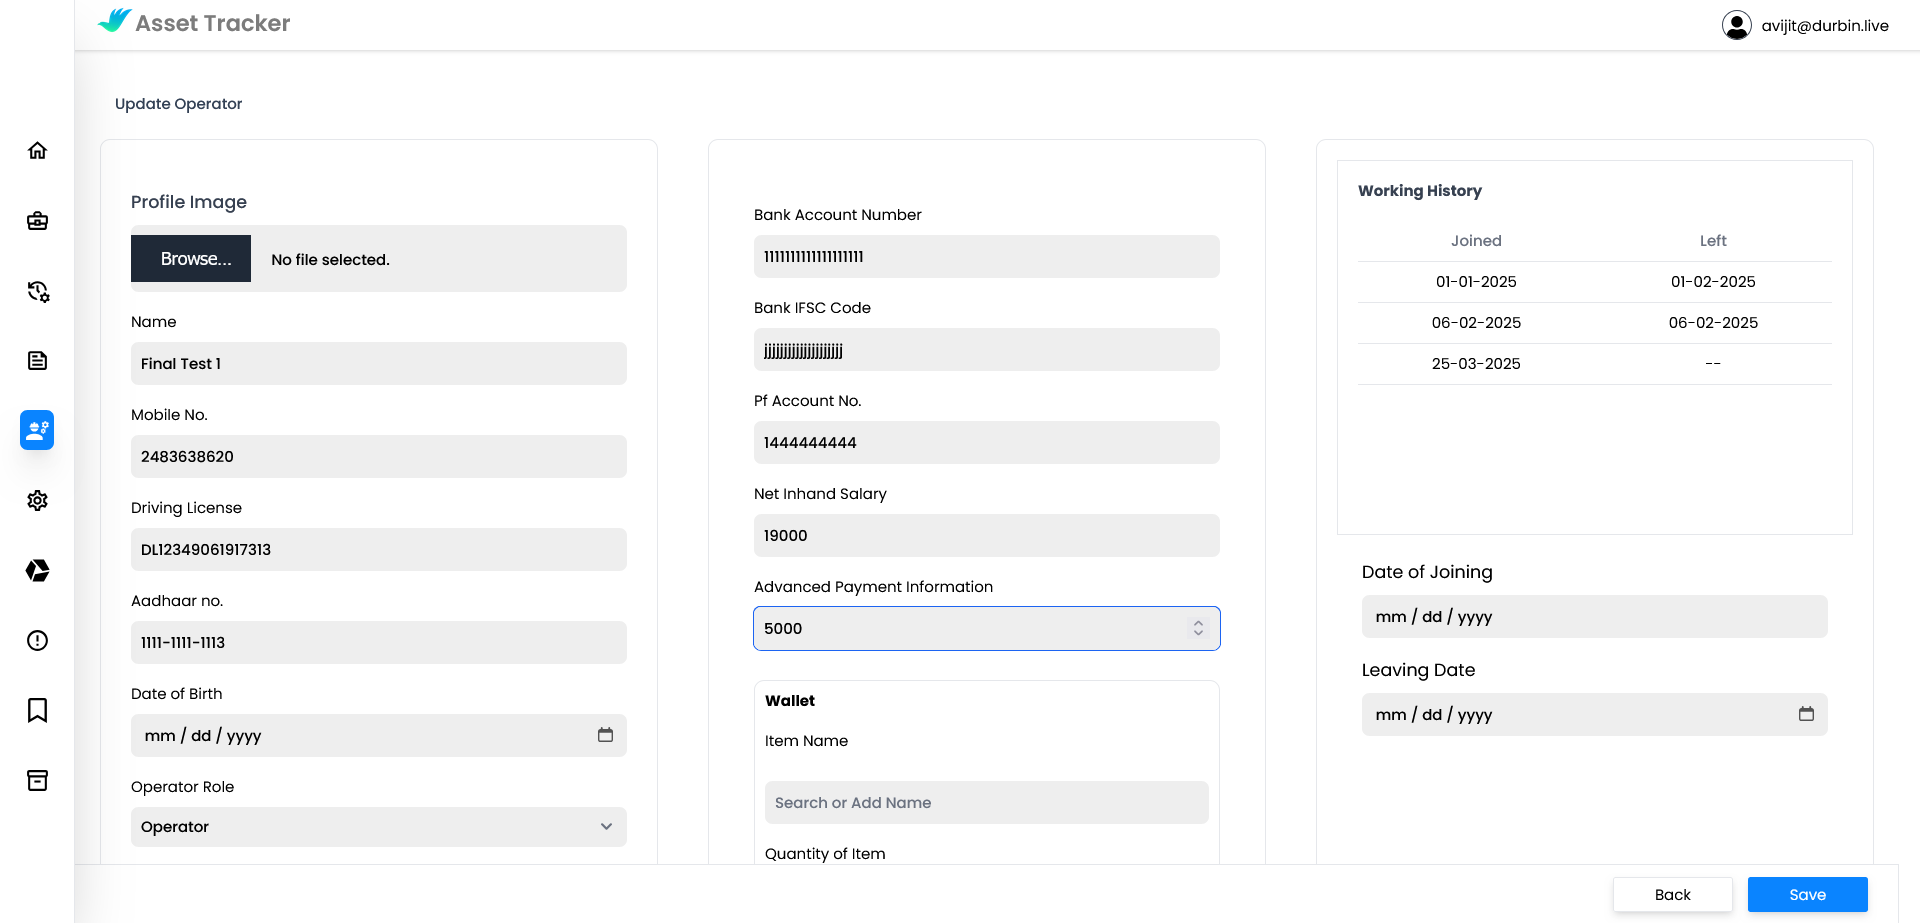 Asset Tracker
avijit@durbin.live
Update Operator
Profile Image
Browse...
No file selected.
Name
Final Test 1
Mobile No.
2483638620
Driving License
DL12349061917313
Aadhaar no.
1111-1111-1113
Date of Birth
mm / dd / yyyy
Operator Role
Operator
Bank Account Number
Bank IFSC Code
Pf Account No.
1444444444
Net Inhand Salary
19000
Advanced Payment Information
5000
Wallet
Item Name
Search or Add Name
Quantity of Item
Working History
Joined Left
01-01-2025 01-02-2025
06-02-2025 06-02-2025
25-03-2025 --
Date of Joining
mm / dd / yyyy
Leaving Date
mm / dd / yyyy
Back
Save